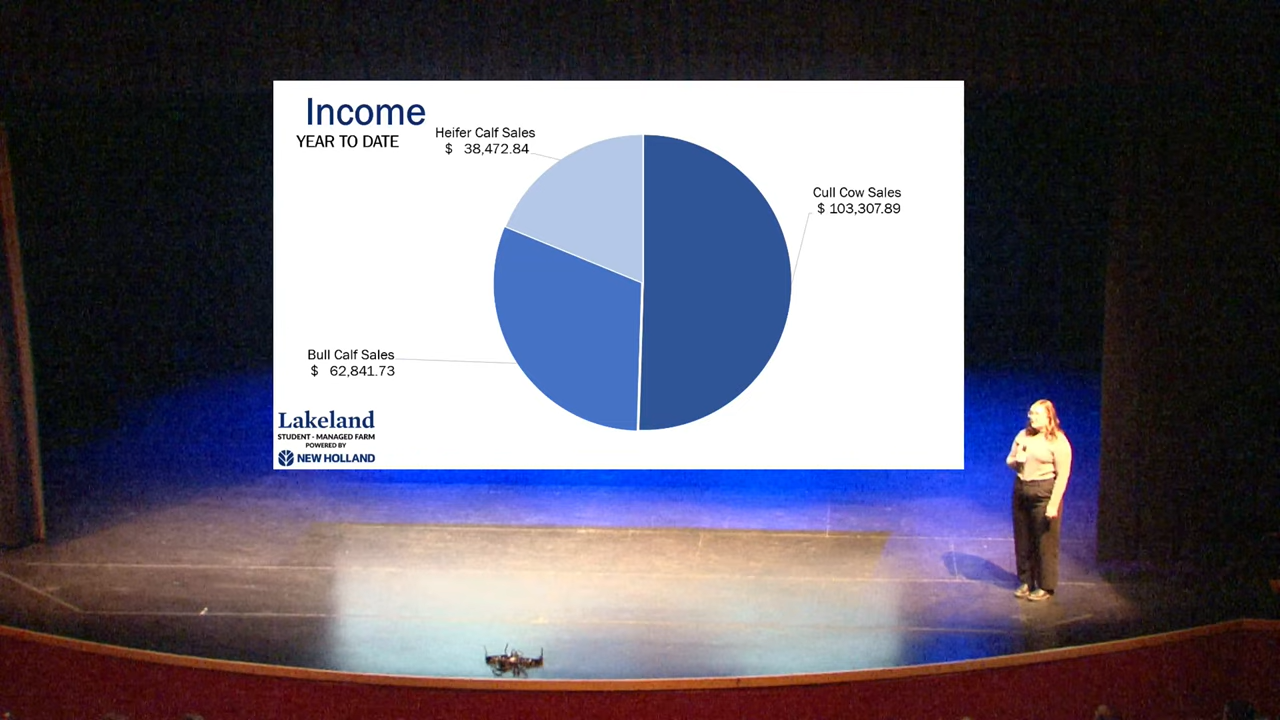 Income
YEAR TO DATE
Heifer Calf Sales
$ 38,472.84
Cull Cow Sales
$ 103,307.89
Bull Calf Sales
$ 62,841.73
Lakeland
STUDENT - MANAGED FARM
POWERED BY
NEW HOLLAND